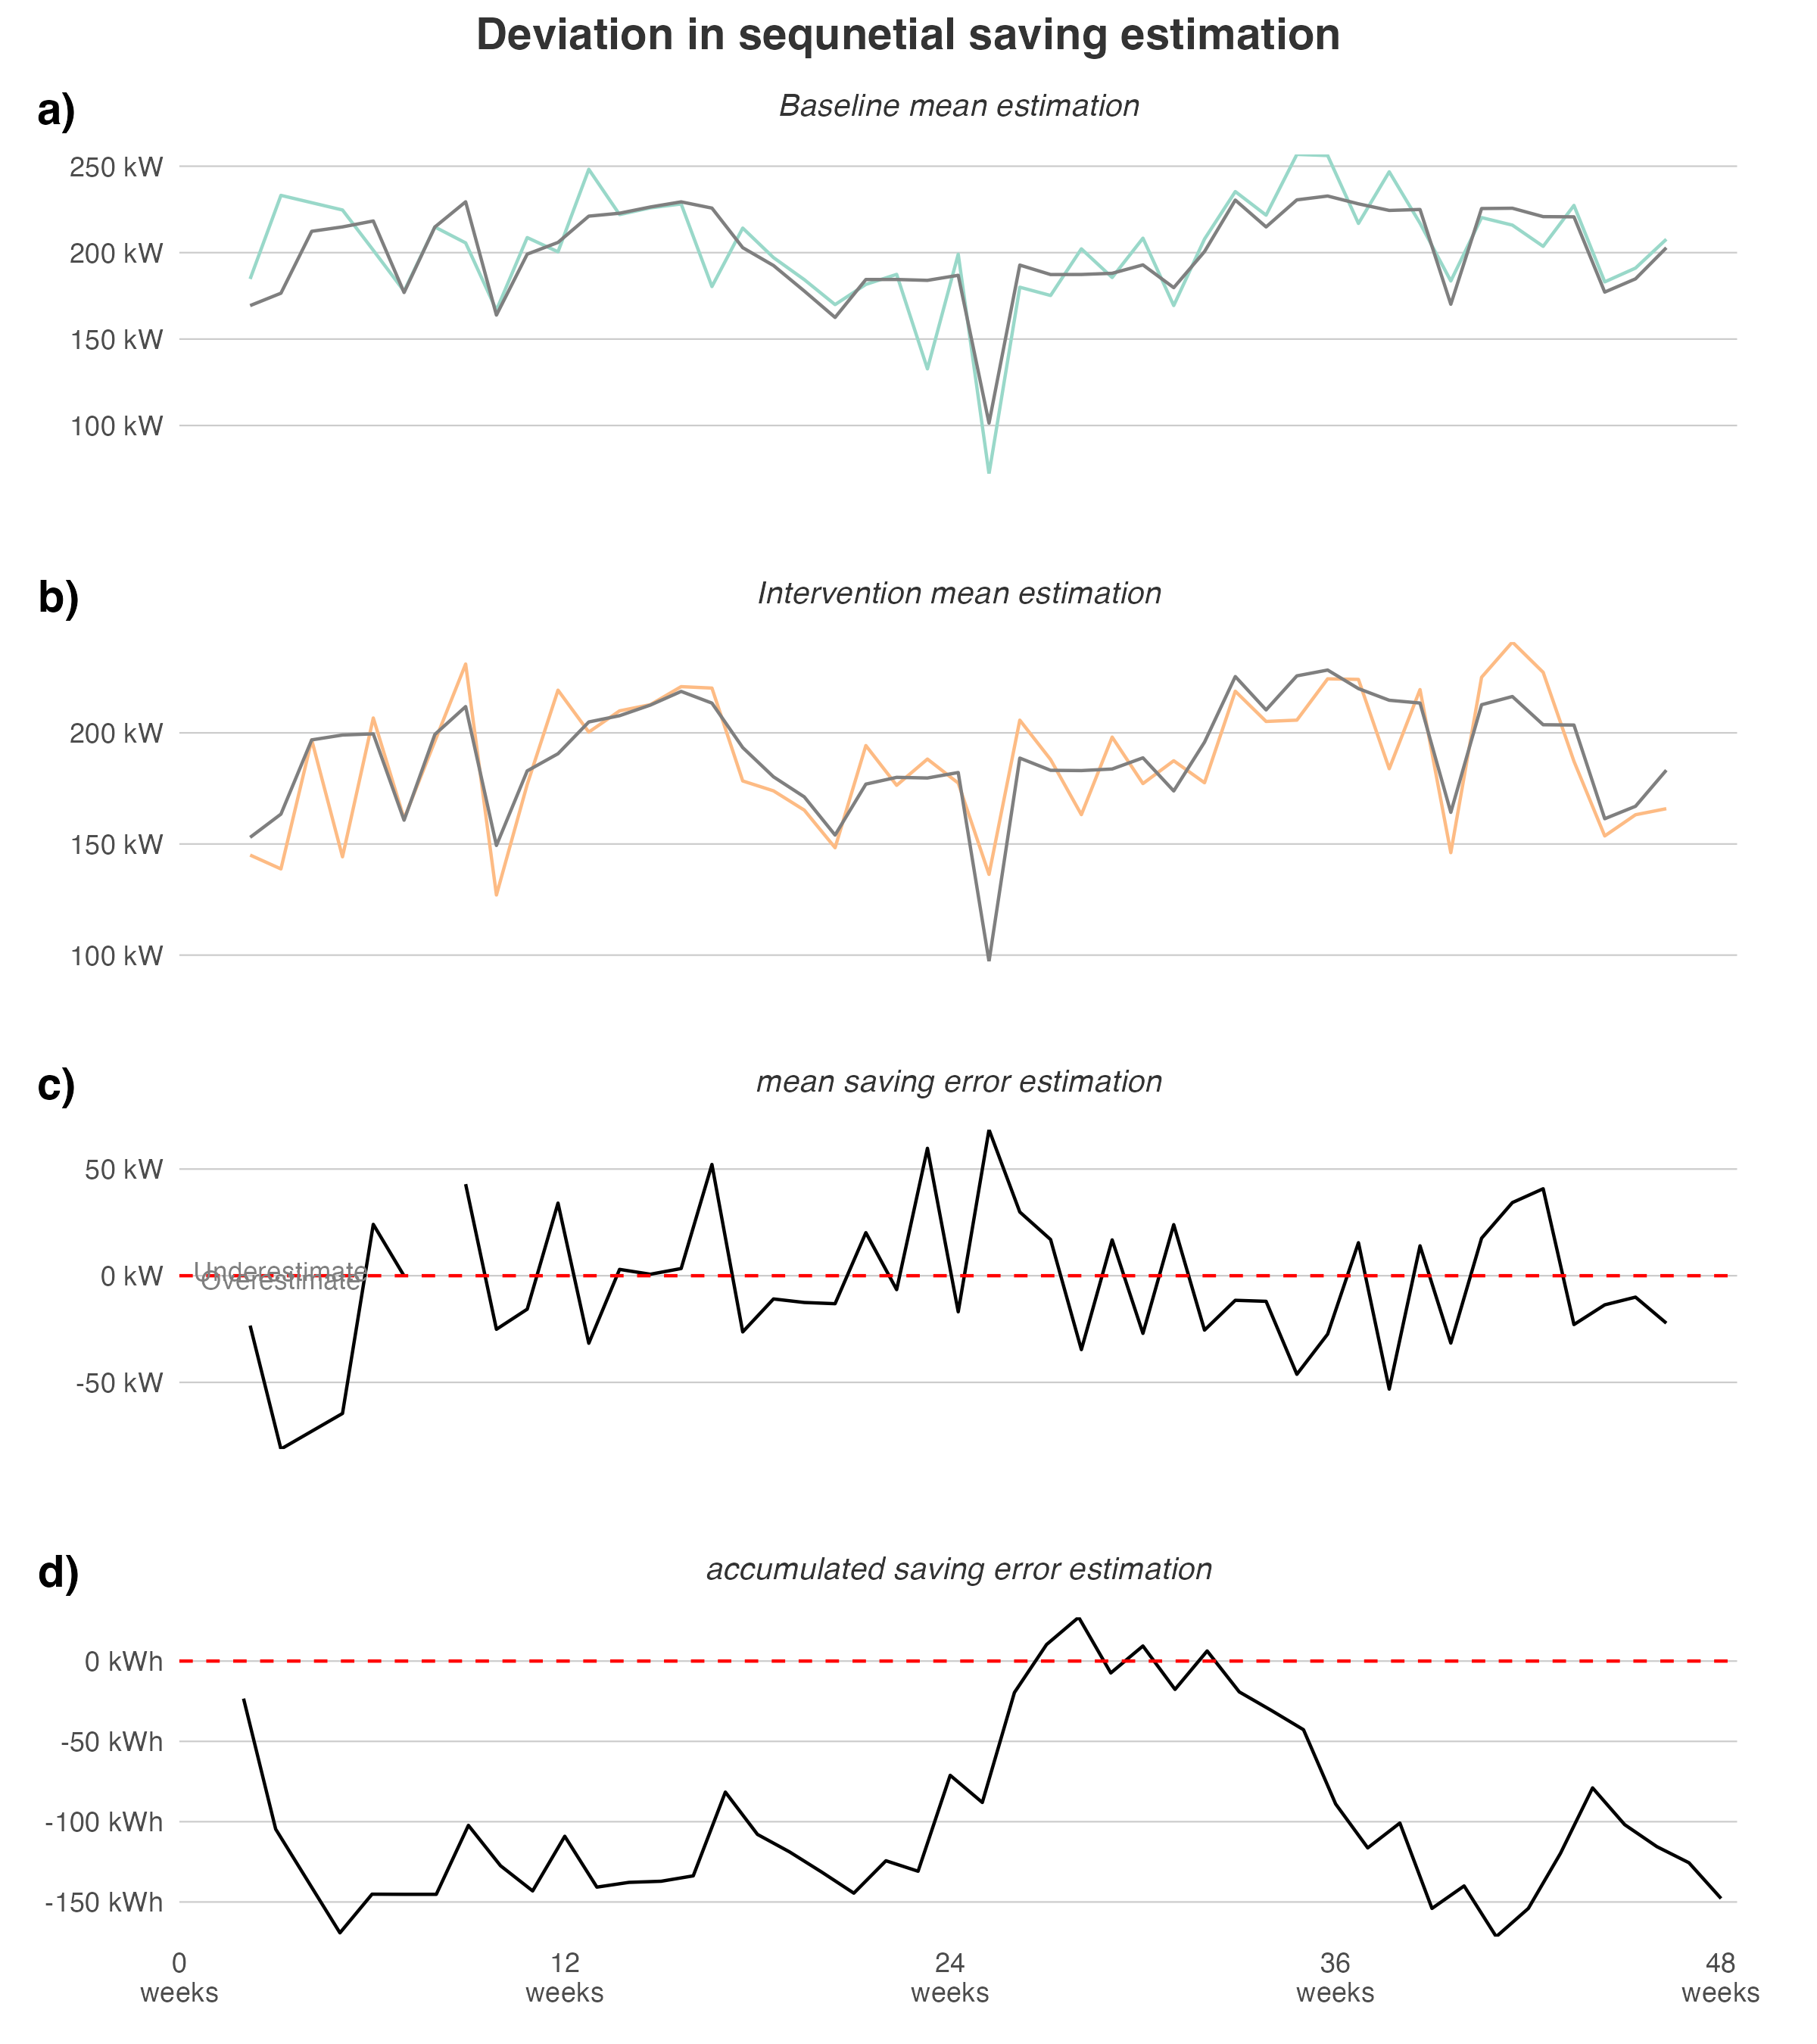 Deviation in sequnetial saving estimation
a)
Baseline mean estimation
250 kW
200 kW
150 kW
100 kW
b)
Intervention mean estimation
200 kW
150 kW
100 kW
c)
mean saving error estimation
50 kW
0 kW
-50 kW
Underestimate
Overestimate
d)
accumulated saving error estimation
0 kWh
-50 kWh
-100 kWh
-150 kWh
0 12 24 36 48
weeks weeks weeks weeks weeks